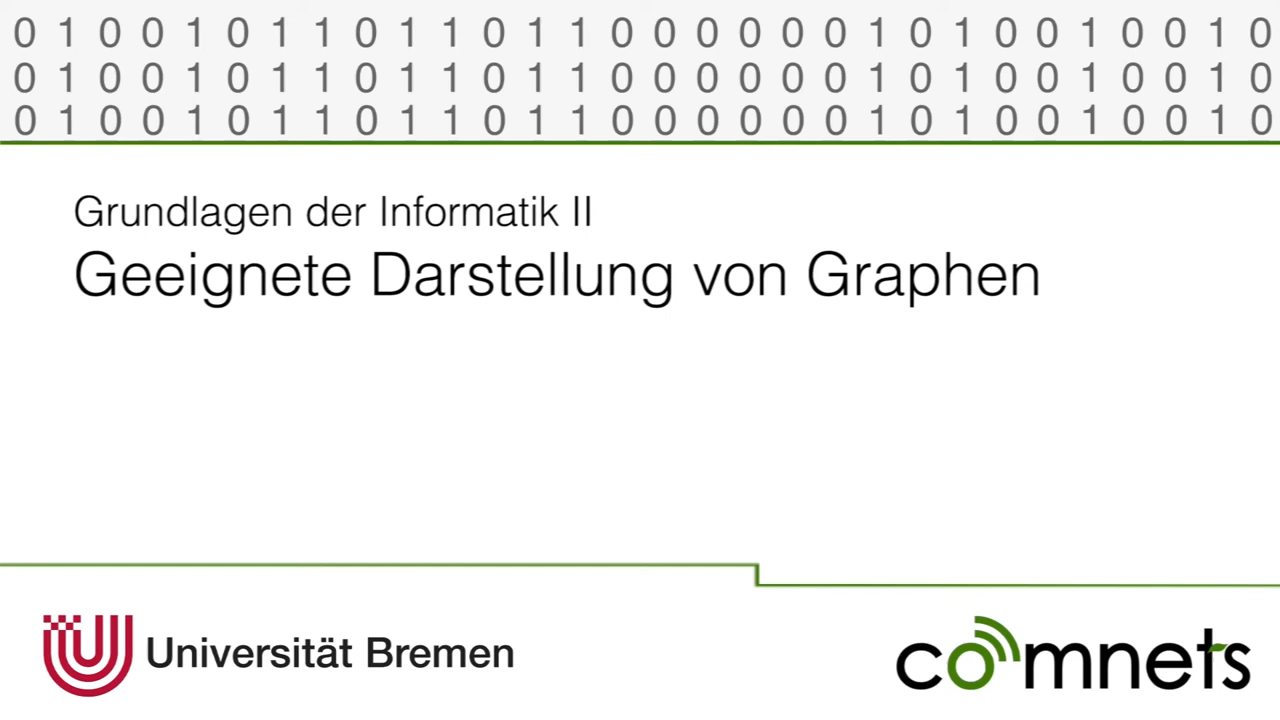 0 1 0 0 1 0 1 1 0 1 1 0 1 1 0 0 0 0 0 0 1 0 1 0 0 1 0 0 1 0
0 1 0 0 1 0 1 1 0 1 1 0 1 1 0 0 0 0 0 0 1 0 1 0 0 1 0 0 1 0
0 1 0 0 1 0 1 1 0 1 1 0 1 1 0 0 0 0 0 0 1 0 1 0 0 1 0 0 1 0
Grundlagen der Informatik II
Geeignete Darstellung von Graphen
Universität Bremen
comnets